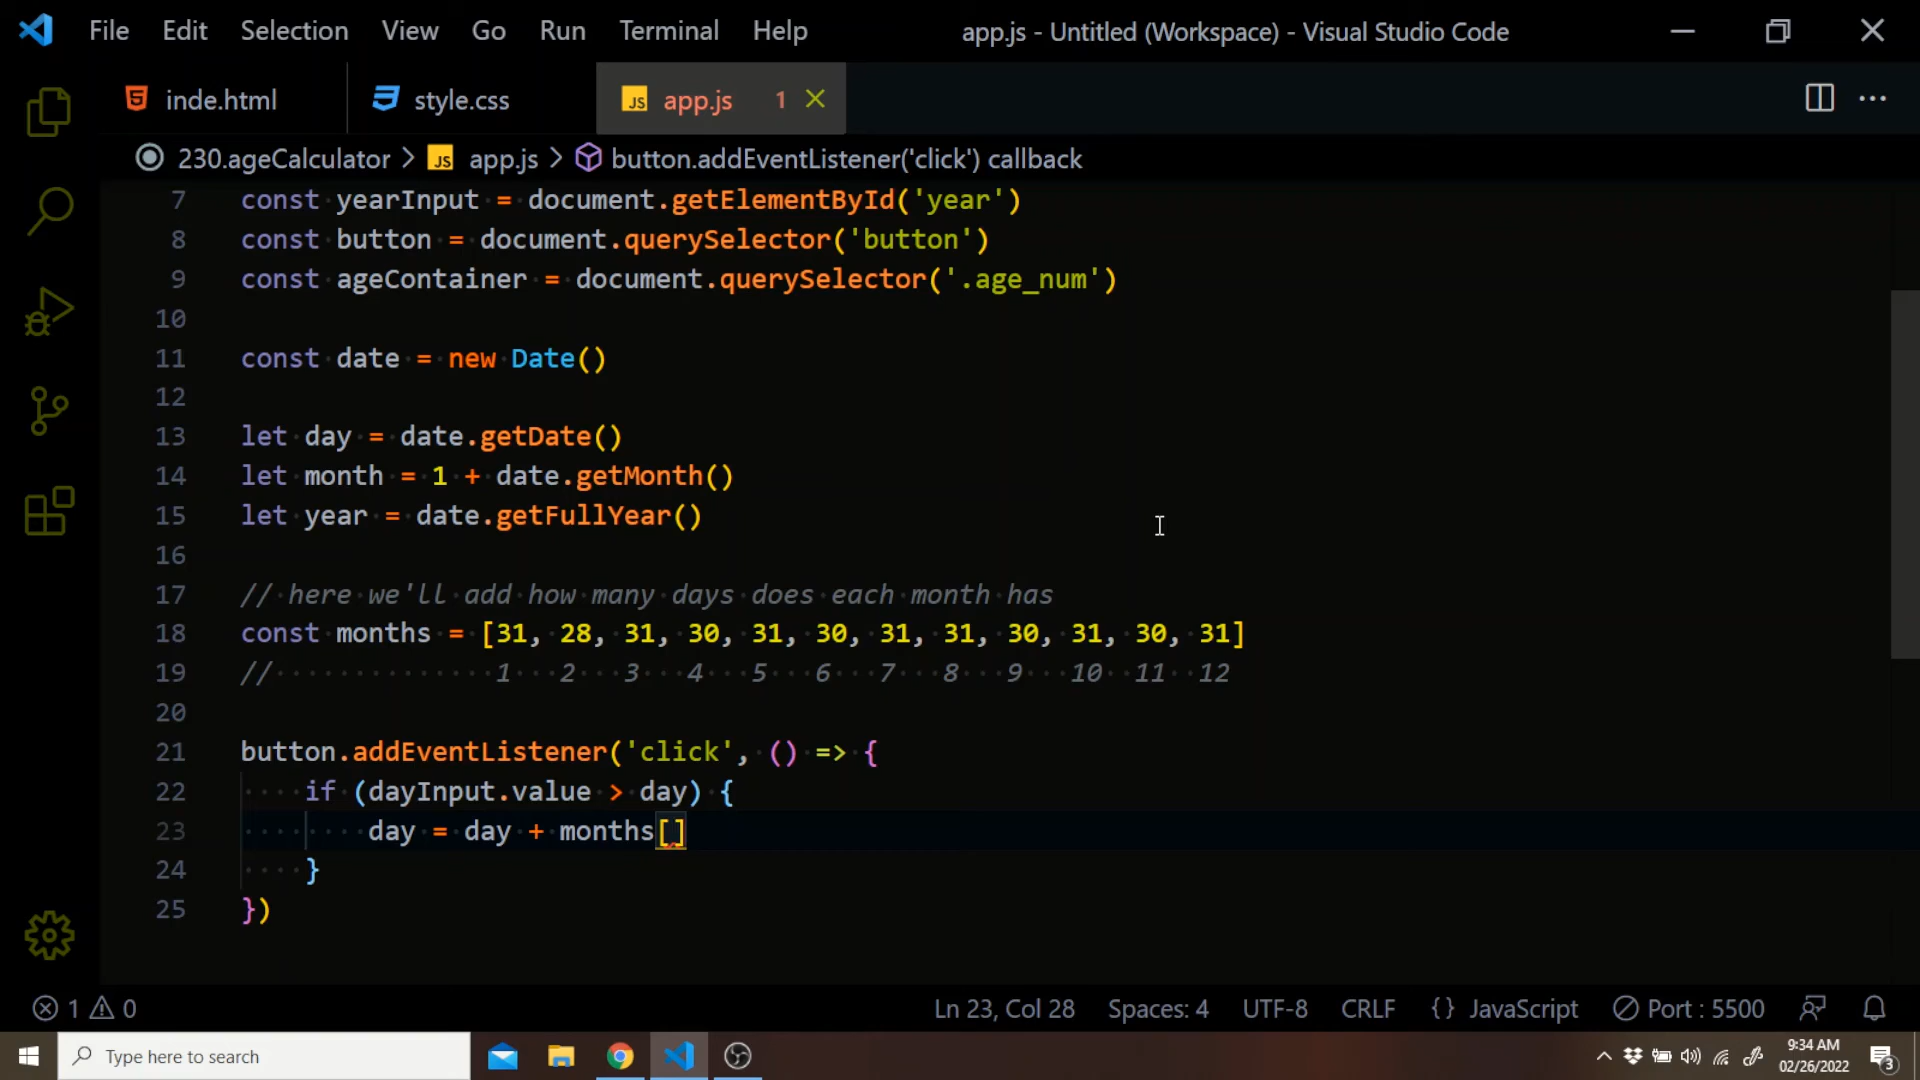 File Edit Selection View Go Run Terminal Help app.js - Untitled (Workspace) - Visual Studio Code
inde.html style.css JS app.js 1
230.ageCalculator > JS app.js > button.addEventListener('click') callback
7 const yearInput = document.getElementById('year')
8 const button = document.querySelector('button')
9 const ageContainer = document.querySelector('.age_num')
10
11 const date = new Date()
12
13 let day = date.getDate()
14 let month = 1 + date.getMonth()
15 let year = date.getFullYear()
16
17 // here we'll add how many days does each month has
18 const months = [31, 28, 31, 30, 31, 30, 31, 31, 30, 31, 30, 31]
19 // 1 2 3 4 5 6 7 8 9 10 11 12
20
21 button.addEventListener('click', () => {
22 if (dayInput.value > day) {
23 day = day + months[]
24 }
25 })
1 0 Ln 23, Col 28 Spaces: 4 UTF-8 CRLF {} JavaScript Port : 5500
Type here to search 9:34 AM
02/26/2022 3